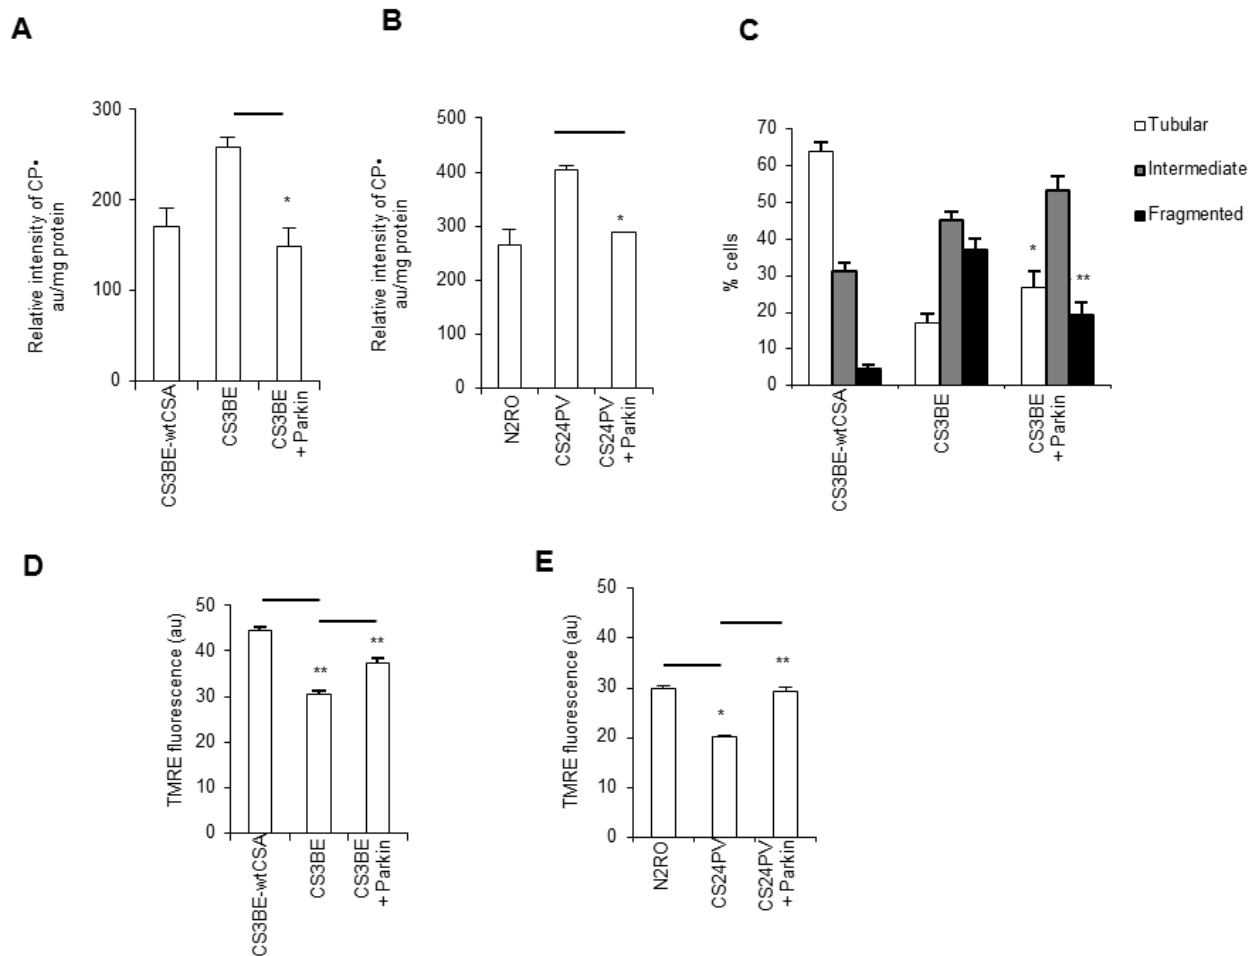 A
B
C
300
200
100
0
Relative intensity of CP•
au/mg protein
*
CS3BE-wtCSA
CS3BE
CS3BE
+ Parkin
500
400
300
200
100
0
Relative intensity of CP•
au/mg protein
*
N2RO
CS24PV
CS24PV
+ Parkin
70
60
50
40
30
20
10
0
% cells
*
**
CS3BE-wtCSA
CS3BE
CS3BE
+ Parkin
Tubular
Intermediate
Fragmented
D
E
50
40
30
20
10
0
TMRE fluorescence (au)
**
**
CS3BE-wtCSA
CS3BE
CS3BE
+ Parkin
50
40
30
20
10
0
TMRE fluorescence (au)
*
**
N2RO
CS24PV
CS24PV
+ Parkin